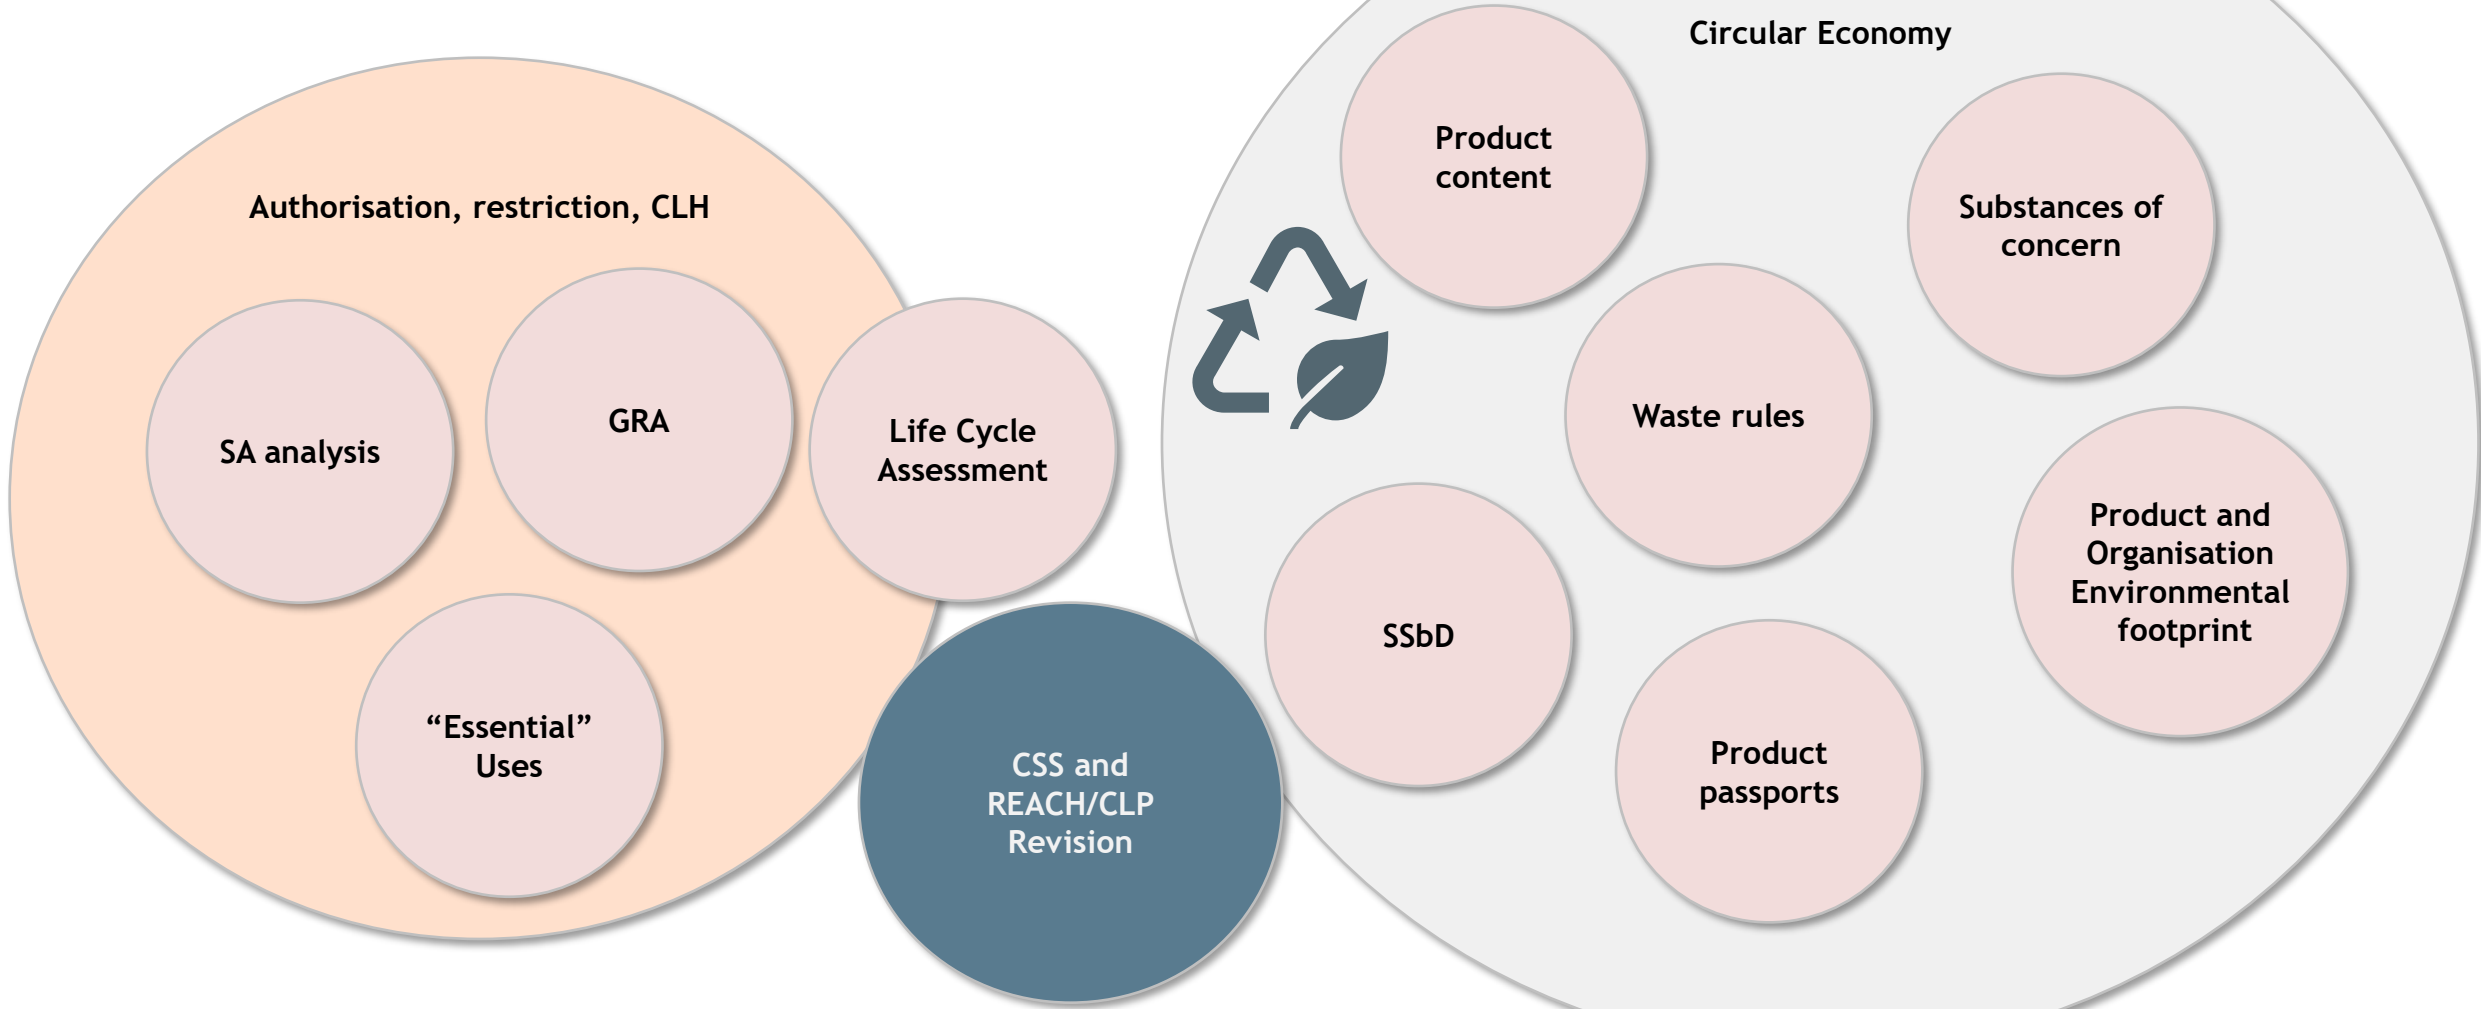 Circular Economy
Authorisation, restriction, CLH
SA analysis
GRA
Life Cycle
Assessment
“Essential”
Uses
CSS and
REACH/CLP
Revision
Product
content
Substances of
concern
Waste rules
SSbD
Product and
Organisation
Environmental
footprint
Product
passports